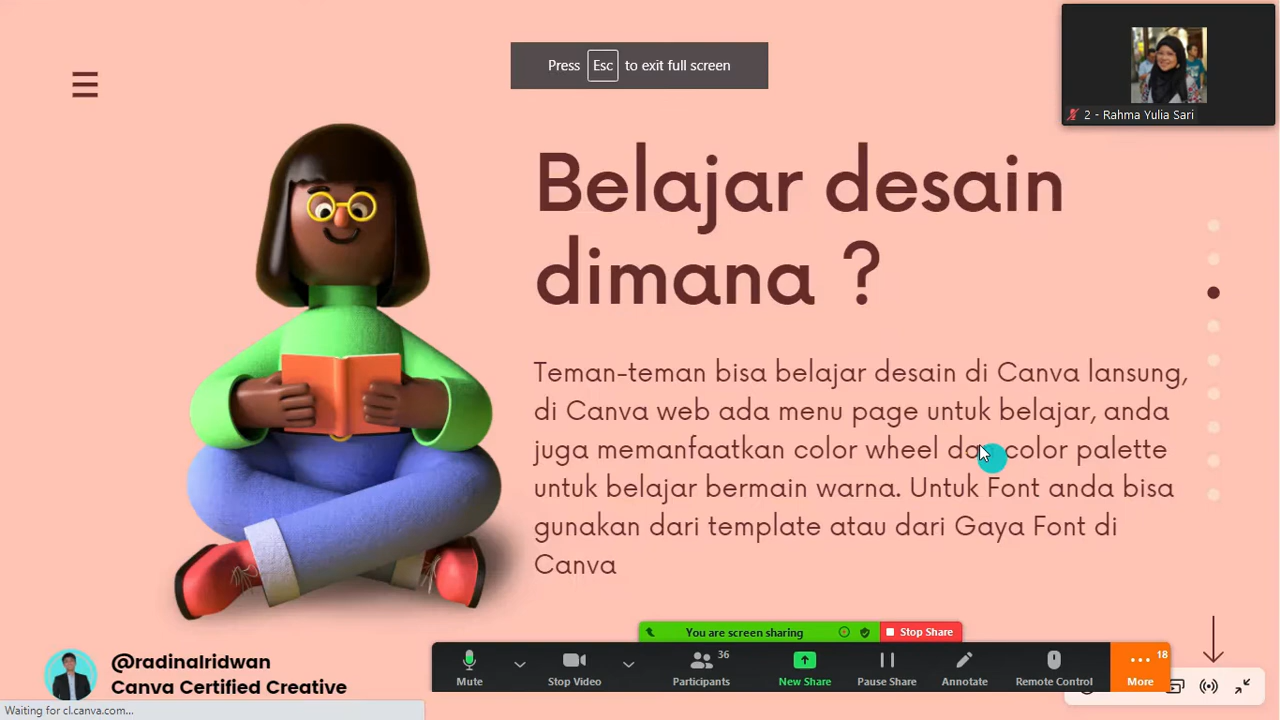 Press Esc to exit full screen
2 - Rahma Yulia Sari
Belajar desain
dimana ?
Teman-teman bisa belajar desain di Canva lansung,
di Canva web ada menu page untuk belajar, anda
juga memanfaatkan color wheel dan color palette
untuk belajar bermain warna. Untuk Font anda bisa
gunakan dari template atau dari Gaya Font di
Canva
You are screen sharing
Stop Share
@radinalridwan
Canva Certified Creative
36
18
Mute
Stop Video
Participants
New Share
Pause Share
Annotate
Remote Control
More
Waiting for cl.canva.com...